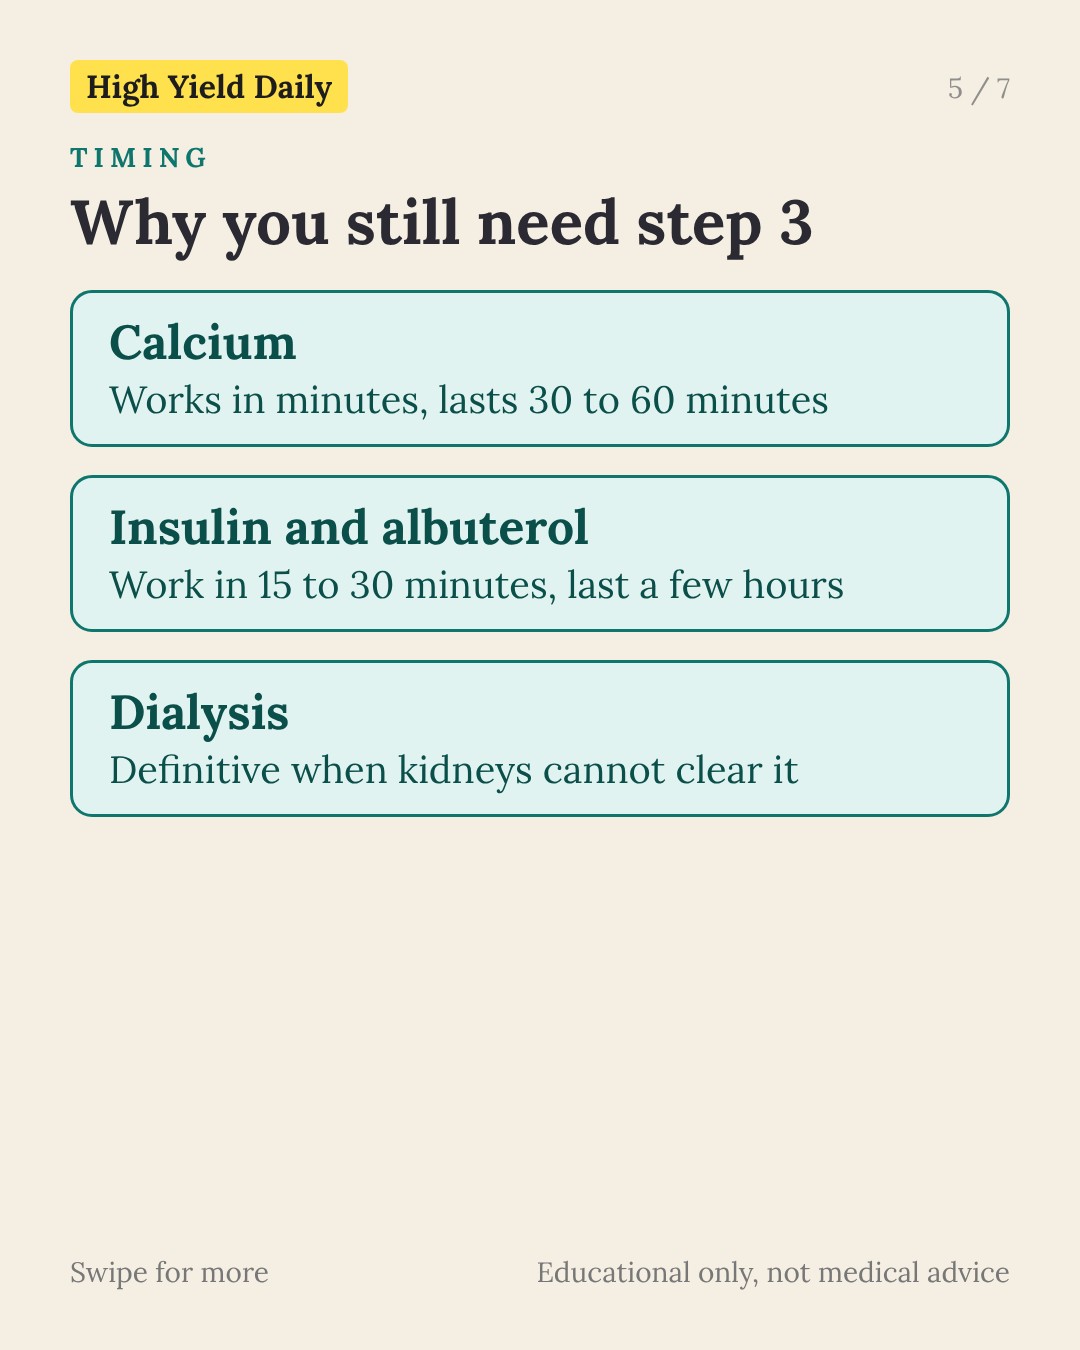 High Yield Daily
5 / 7
TIMING
Why you still need step 3
Calcium
Works in minutes, lasts 30 to 60 minutes
Insulin and albuterol
Work in 15 to 30 minutes, last a few hours
Dialysis
Definitive when kidneys cannot clear it
Swipe for more
Educational only, not medical advice